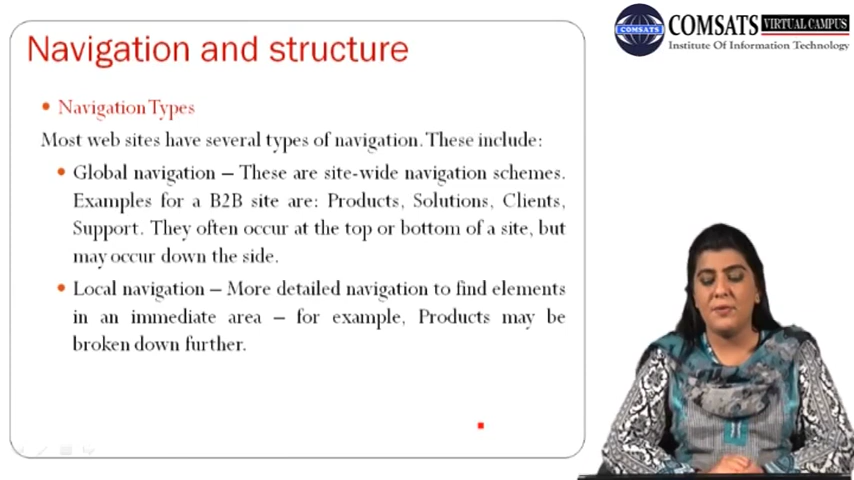 Navigation and structure
COMSATS VIRTUAL CAMPUS
Institute Of Information Technology
COMSATS
• Navigation Types
Most web sites have several types of navigation. These include:
• Global navigation – These are site-wide navigation schemes.
Examples for a B2B site are: Products, Solutions, Clients,
Support. They often occur at the top or bottom of a site, but
may occur down the side.
• Local navigation – More detailed navigation to find elements
in an immediate area – for example, Products may be
broken down further.